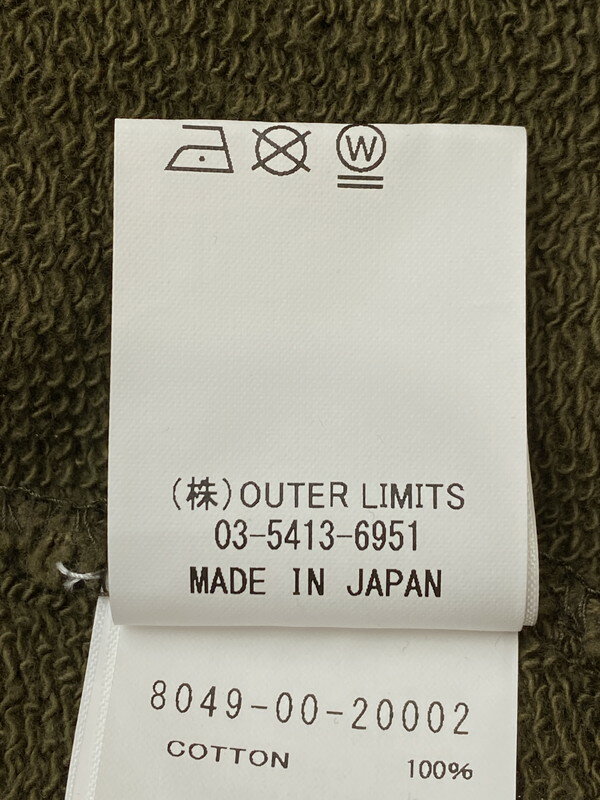 W
(株)OUTER LIMITS
03-5413-6951
MADE IN JAPAN
8049-00-20002
COTTON 100%